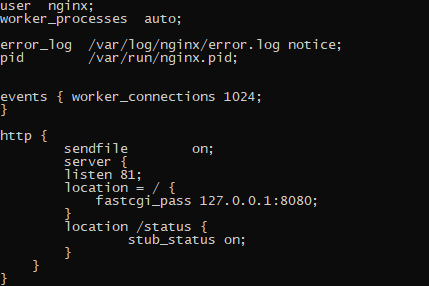 user  nginx;
worker_processes  auto;

error_log  /var/log/nginx/error.log notice;
pid        /var/run/nginx.pid;


events { worker_connections 1024;
}

http {
        sendfile        on;
        server {
        listen 81;
        location = / {
            fastcgi_pass 127.0.0.1:8080;
        }
        location /status {
                stub_status on;
        }
    }
}